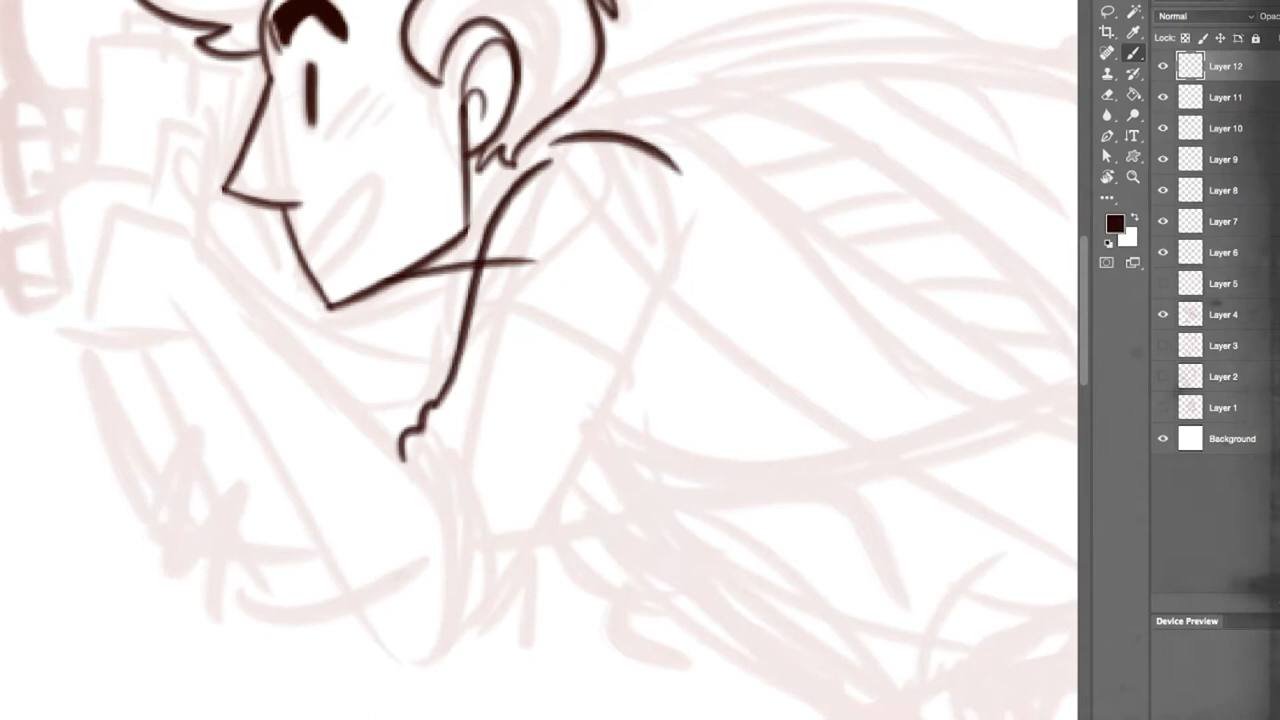 Normal
Opac
Lock:
Layer 12
Layer 11
Layer 10
Layer 9
Layer 8
Layer 7
Layer 6
Layer 5
Layer 4
Layer 3
Layer 2
Layer 1
Background
Device Preview